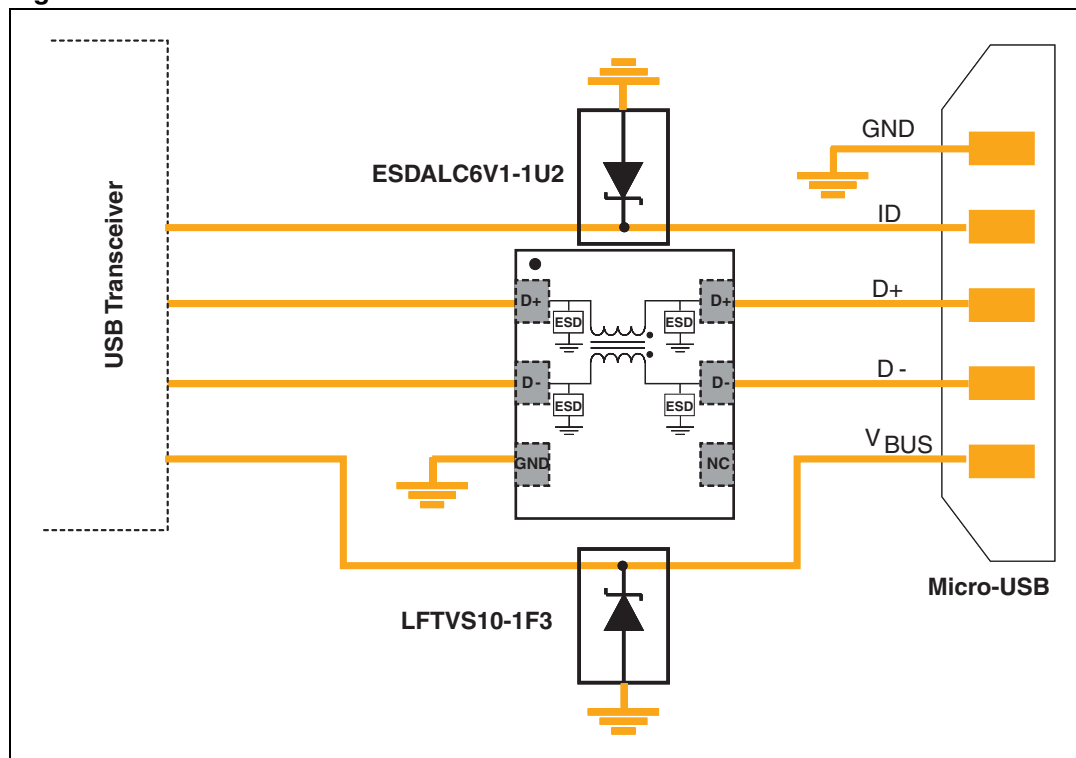 GND
ESDALC6V1-1U2
ID
USB Transceiver
D+
D+
D+
ESD
ESD
D-
D-
D -
ESD
ESD
V BUS
GND
NC
Micro-USB
LFTVS10-1F3